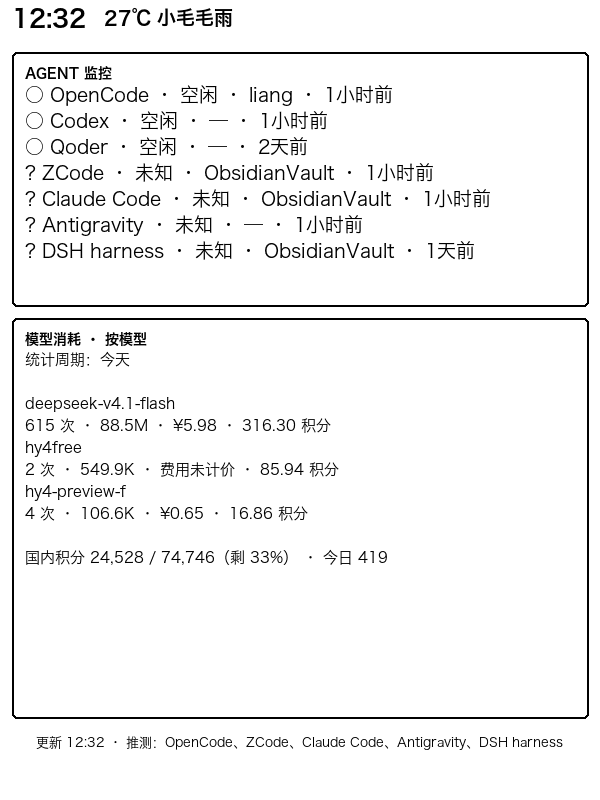 12:32 27℃ 小毛毛雨
AGENT 监控
○ OpenCode · 空闲 · liang · 1小时前
○ Codex · 空闲 · — · 1小时前
○ Qoder · 空闲 · — · 2天前
? ZCode · 未知 · ObsidianVault · 1小时前
? Claude Code · 未知 · ObsidianVault · 1小时前
? Antigravity · 未知 · — · 1小时前
? DSH harness · 未知 · ObsidianVault · 1天前
模型消耗 · 按模型
统计周期：今天
deepseek-v4.1-flash
615 次 · 88.5M · ¥5.98 · 316.30 积分
hy4free
2 次 · 549.9K · 费用未计价 · 85.94 积分
hy4-preview-f
4 次 · 106.6K · ¥0.65 · 16.86 积分
国内积分 24,528 / 74,746（剩 33%） · 今日 419
更新 12:32 · 推测：OpenCode、ZCode、Claude Code、Antigravity、DSH harness